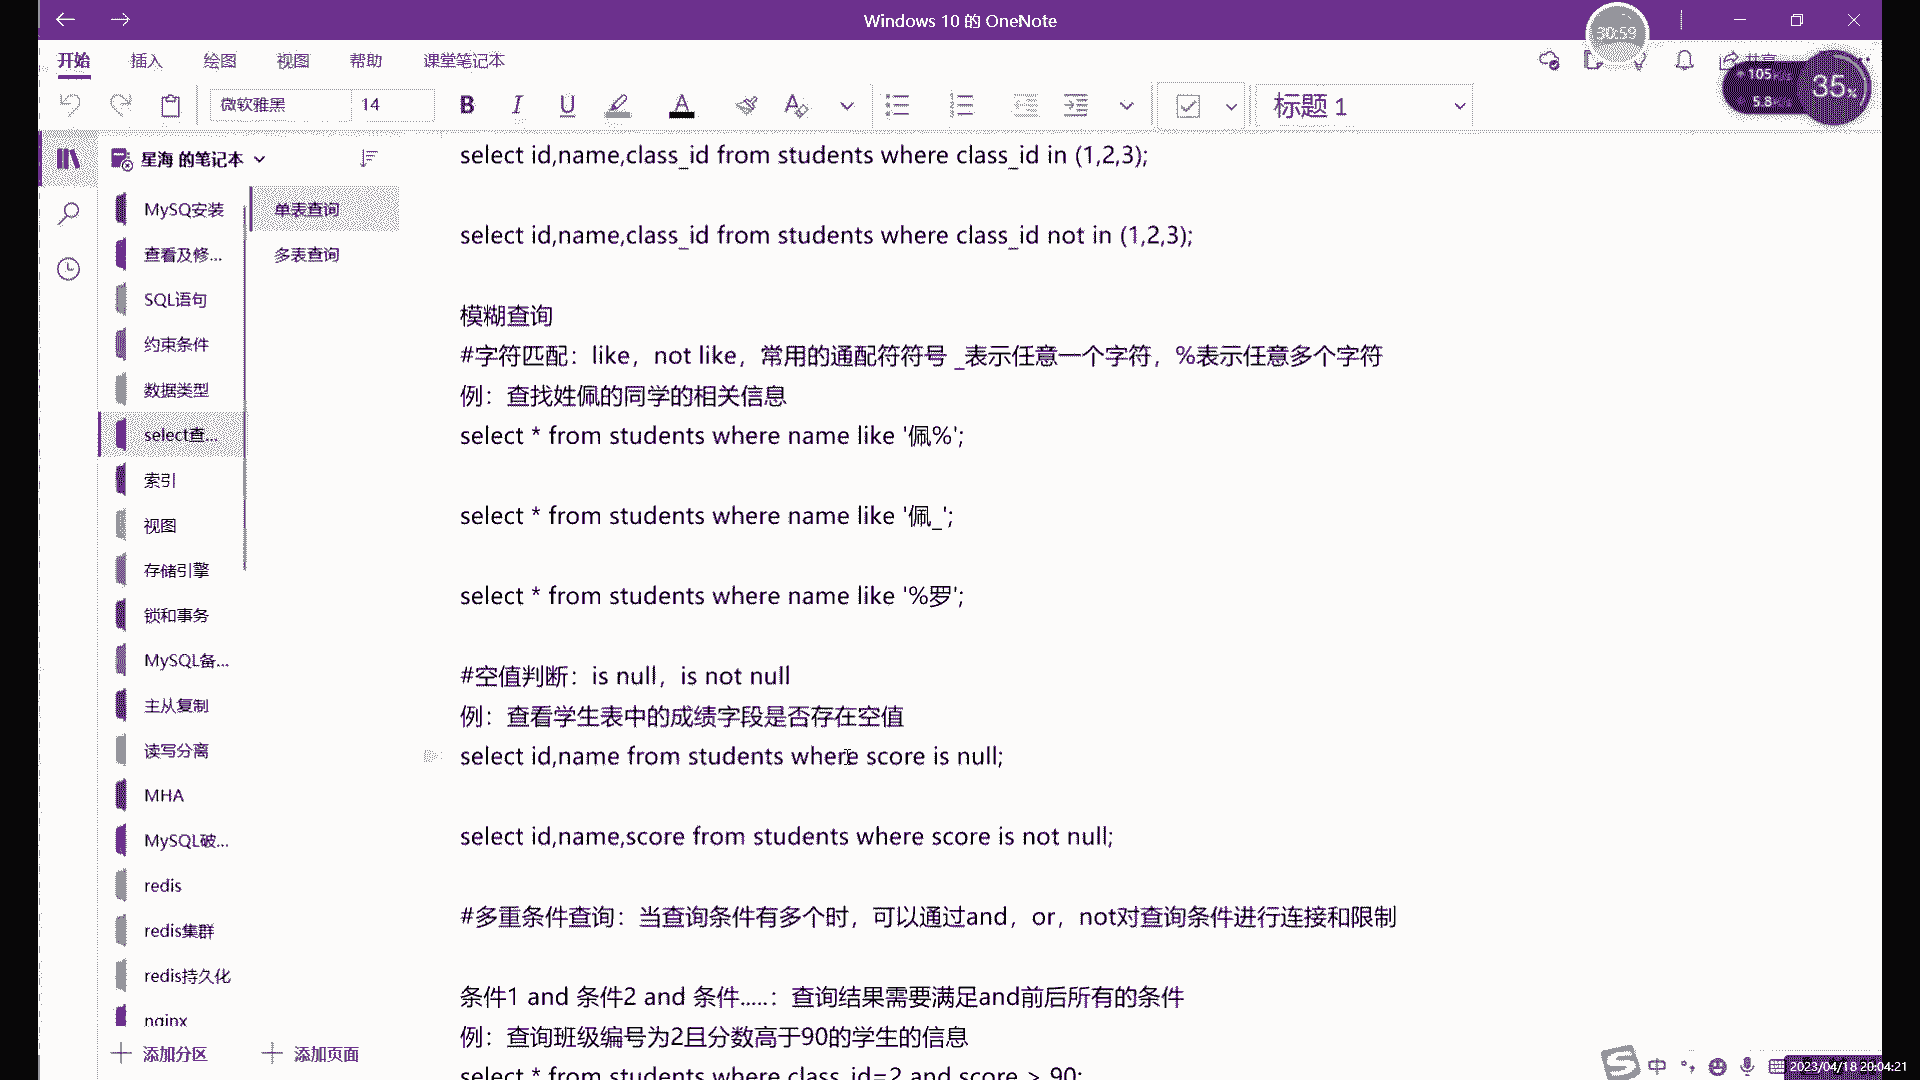 Windows 10 的 OneNote
30:59
开始 插入 绘图 视图 帮助 课堂笔记本
共享
105
5.8
35%
微软雅黑 14 B I U A 标题 1
星海 的笔记本
MySQ安装
查看及修...
SQL语句
约束条件
数据类型
select查...
索引
视图
存储引擎
锁和事务
MySQL备...
主从复制
读写分离
MHA
MySQL破...
redis
redis集群
redis持久化
nginx
添加分区
单表查询
多表查询
添加页面
select id,name,class_id from students where class_id in (1,2,3);
select id,name,class_id from students where class_id not in (1,2,3);
模糊查询
#字符匹配：like，not like，常用的通配符符号 _表示任意一个字符，%表示任意多个字符
例：查找姓佩的同学的相关信息
select * from students where name like '佩%';
select * from students where name like '佩_';
select * from students where name like '%罗';
#空值判断：is null，is not null
例：查看学生表中的成绩字段是否存在空值
select id,name from students where score is null;
select id,name,score from students where score is not null;
#多重条件查询：当查询条件有多个时，可以通过and，or，not对查询条件进行连接和限制
条件1 and 条件2 and 条件.....：查询结果需要满足and前后所有的条件
例：查询班级编号为2且分数高于90的学生的信息
select * from students where class_id=2 and score > 90;
中
2023/04/18 20:04:21